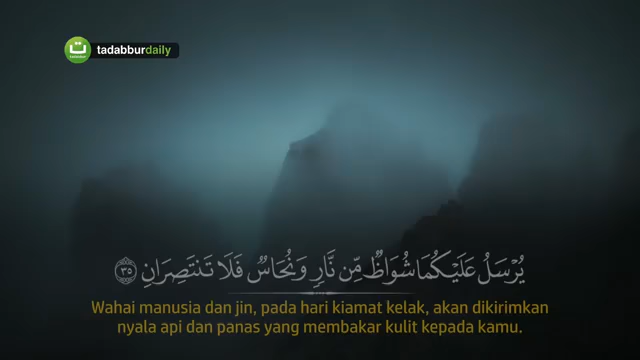 tadabburdaily
يُرْسَلُ عَلَيْكُمَا شُوَاظٌ مِّن نَّارٍ وَنُحَاسٌ فَلَا تَنتَصِرَانِ ٣٥
Wahai manusia dan jin, pada hari kiamat kelak, akan dikirimkan
nyala api dan panas yang membakar kulit kepada kamu.